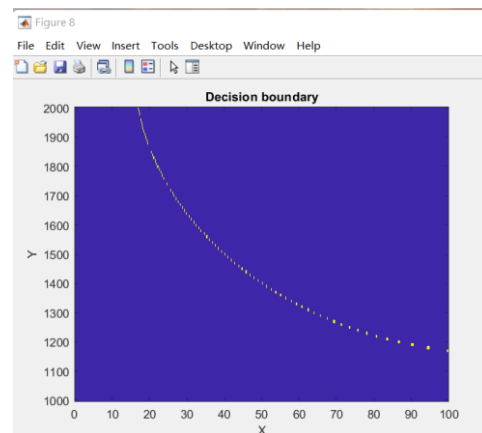 Figure 8
File Edit View Insert Tools Desktop Window Help
Decision boundary
2000
1900
1800
1700
1600
1500
1400
1300
1200
1100
1000
Y
0 10 20 30 40 50 60 70 80 90 100
X